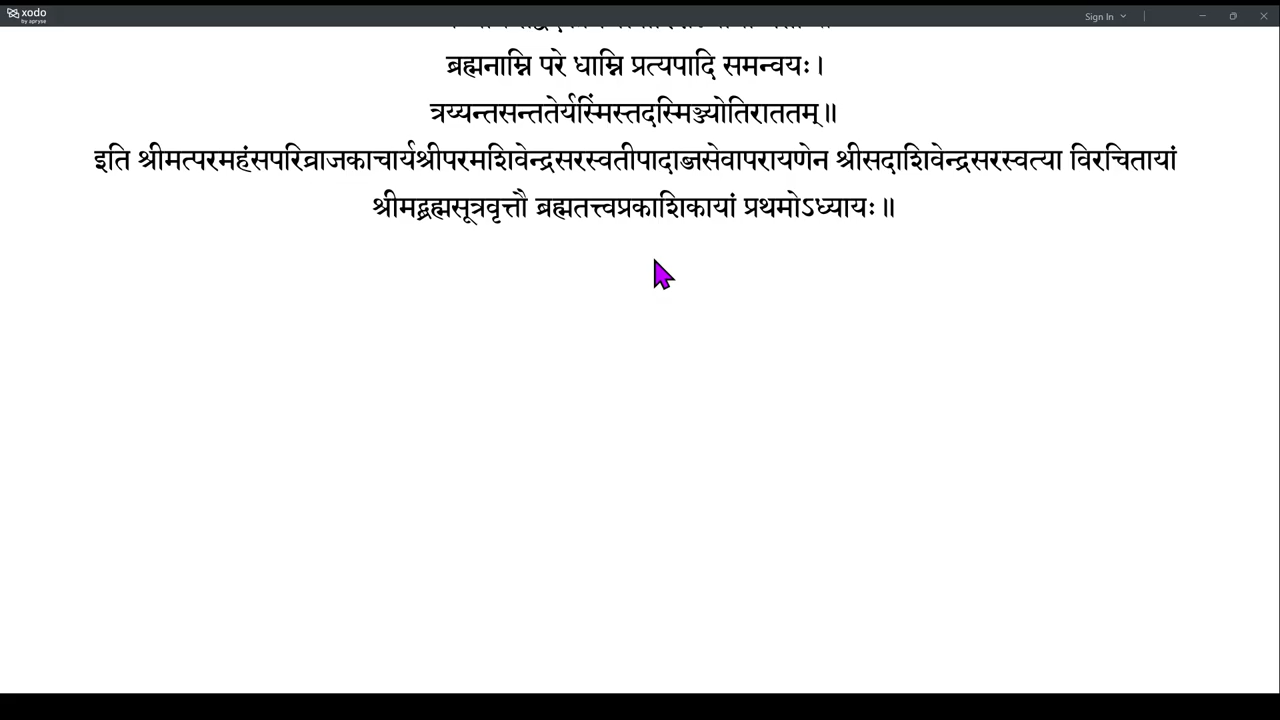 xodo
by apryse
Sign In
ब्रह्मनाम्नि परे धाम्नि प्रत्यपादि समन्वयः।
त्रय्यन्तसन्ततेर्यस्मिंस्तदस्मिञ्ज्योतिराततम्॥
इति श्रीमत्परमहंसपरिव्राजकाचार्यश्रीपरमशिवेन्द्रसरस्वतीपादाब्जसेवापरायणेन श्रीसदाशिवेन्द्रसरस्वत्या विरचितायां
श्रीमद्ब्रह्मसूत्रवृत्तौ ब्रह्मतत्त्वप्रकाशिकायां प्रथमोऽध्यायः॥